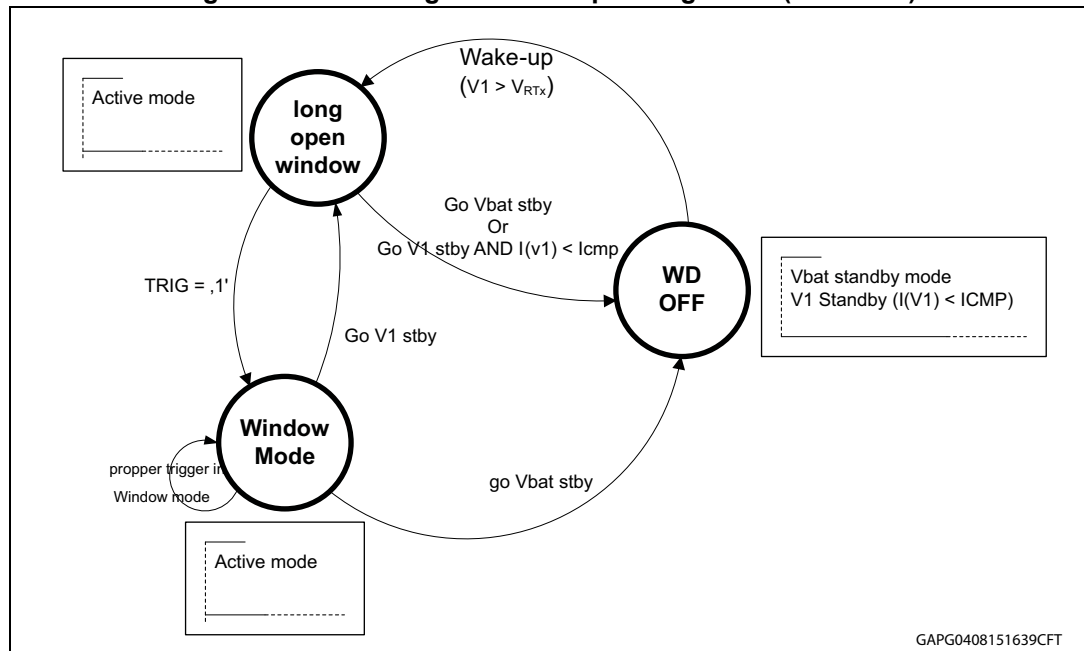 Wake-up
(V1 > VRTx)
Active mode
long
open
window
Go Vbat stby
Or
Go V1 stby AND I(v1) < Icmp
WD
OFF
Vbat standby mode
V1 Standby (I(V1) < ICMP)
TRIG = ‚1'
Go V1 stby
Window
Mode
propper trigger in
Window mode
go Vbat stby
Active mode
GAPG0408151639CFT